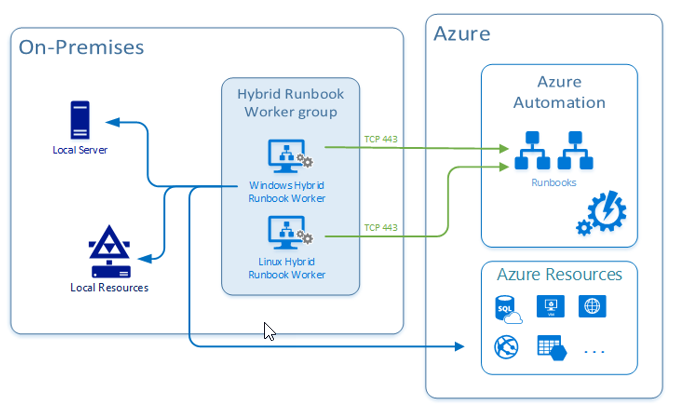 On-Premises
Azure
Hybrid Runbook
Worker group
Azure
Automation
TCP 443
Local Server
Runbooks
Windows Hybrid
Runbook Worker
TCP 443
Linux Hybrid
Runbook Worker
Local Resources
Azure Resources
SQL
VM
...